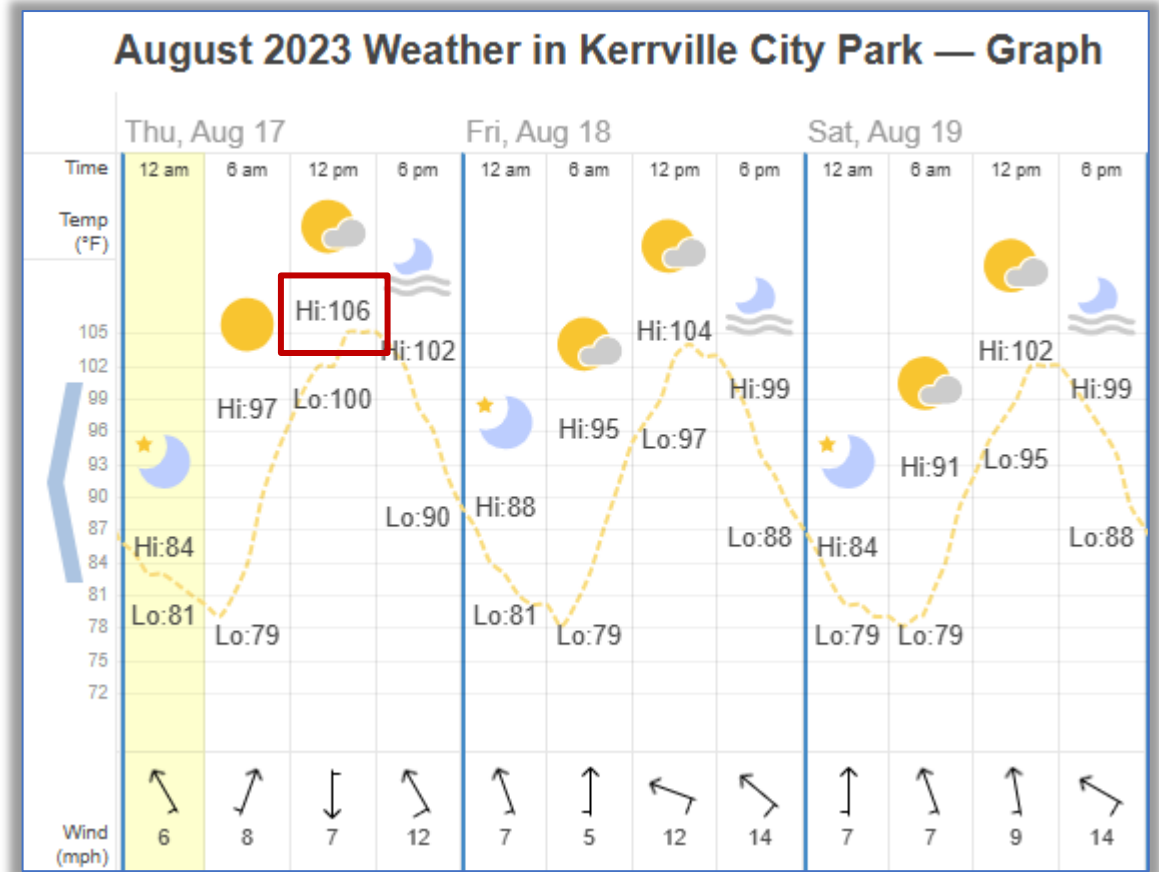 August 2023 Weather in Kerrville City Park — Graph
Thu, Aug 17 Fri, Aug 18 Sat, Aug 19
Time 12 am 6 am 12 pm 6 pm 12 am 6 am 12 pm 6 pm 12 am 6 am 12 pm 6 pm
Temp
(°F)
Hi:106
105 Hi:102 Hi:104 Hi:102
102
99 Hi:97 Lo:100 Hi:99 Hi:99
96 Hi:95 Lo:97
93 Hi:91 Lo:95
90 Lo:90 Hi:88
87 Lo:88 Lo:88
84 Hi:84 Hi:84
81 Lo:81 Lo:81
78 Lo:79 Lo:79 Lo:79 Lo:79
75
72
Wind
(mph) 6 8 7 12 7 5 12 14 7 7 9 14